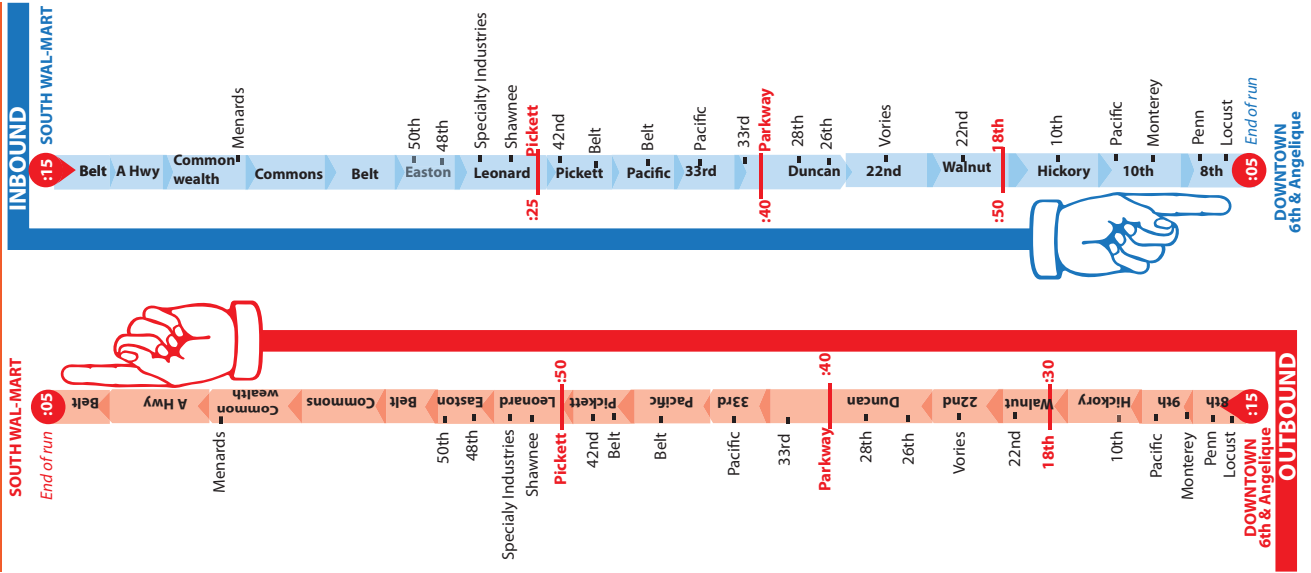 INBOUND
SOUTH WAL-MART
:15
Belt
A Hwy
Common
wealth
Menards
Commons
Belt
50th
Easton
48th
Specialty Industries
Leonard
Shawnee
Pickett
:25
42nd
Pickett
Belt
Belt
Pacific
Pacific
33rd
33rd
Parkway
:40
28th
Duncan
26th
Vories
22nd
22nd
Walnut
18th
:50
10th
Hickory
Pacific
10th
Monterey
Penn
8th
Locust
:05
End of run
DOWNTOWN
6th & Angelique
OUTBOUND
DOWNTOWN
6th & Angelique
:15
Locust
8th
Penn
Monterey
9th
Pacific
10th
Hickory
18th
:30
Walnut
22nd
Vories
22nd
26th
Duncan
28th
Parkway
:40
33rd
33rd
Pacific
Pacific
Belt
Belt
Pickett
42nd
Pickett
:50
Leonard
Shawnee
Specialy Industries
48th
Easton
50th
Belt
Commons
Common
wealth
Menards
A Hwy
Belt
:05
End of run
SOUTH WAL-MART